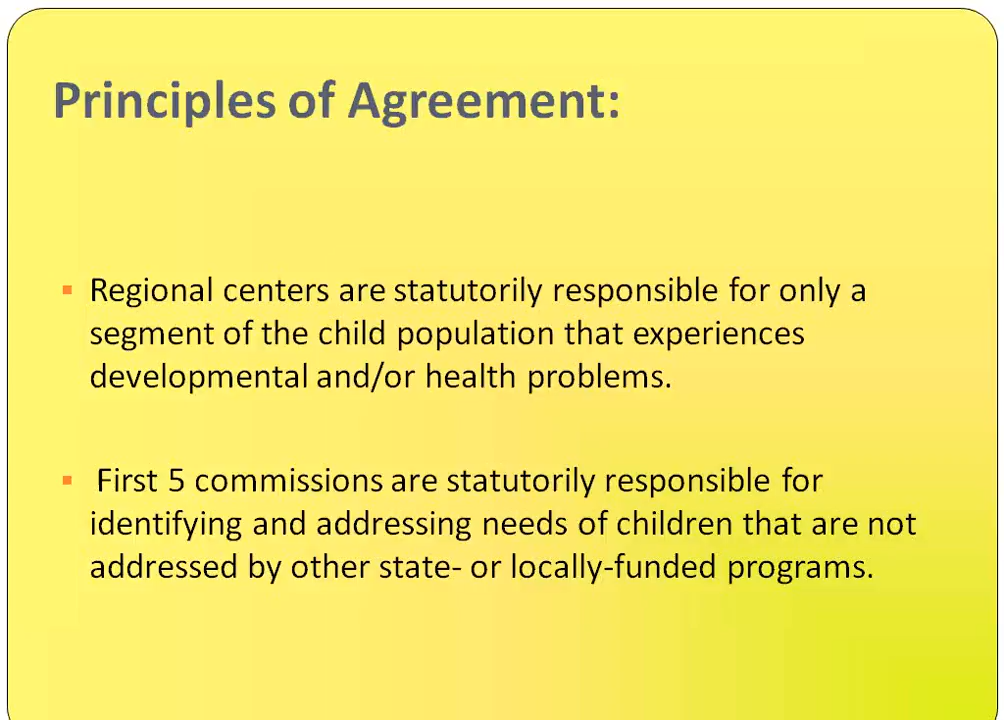 Principles of Agreement:
▪ Regional centers are statutorily responsible for only a
segment of the child population that experiences
developmental and/or health problems.
▪ First 5 commissions are statutorily responsible for
identifying and addressing needs of children that are not
addressed by other state- or locally-funded programs.